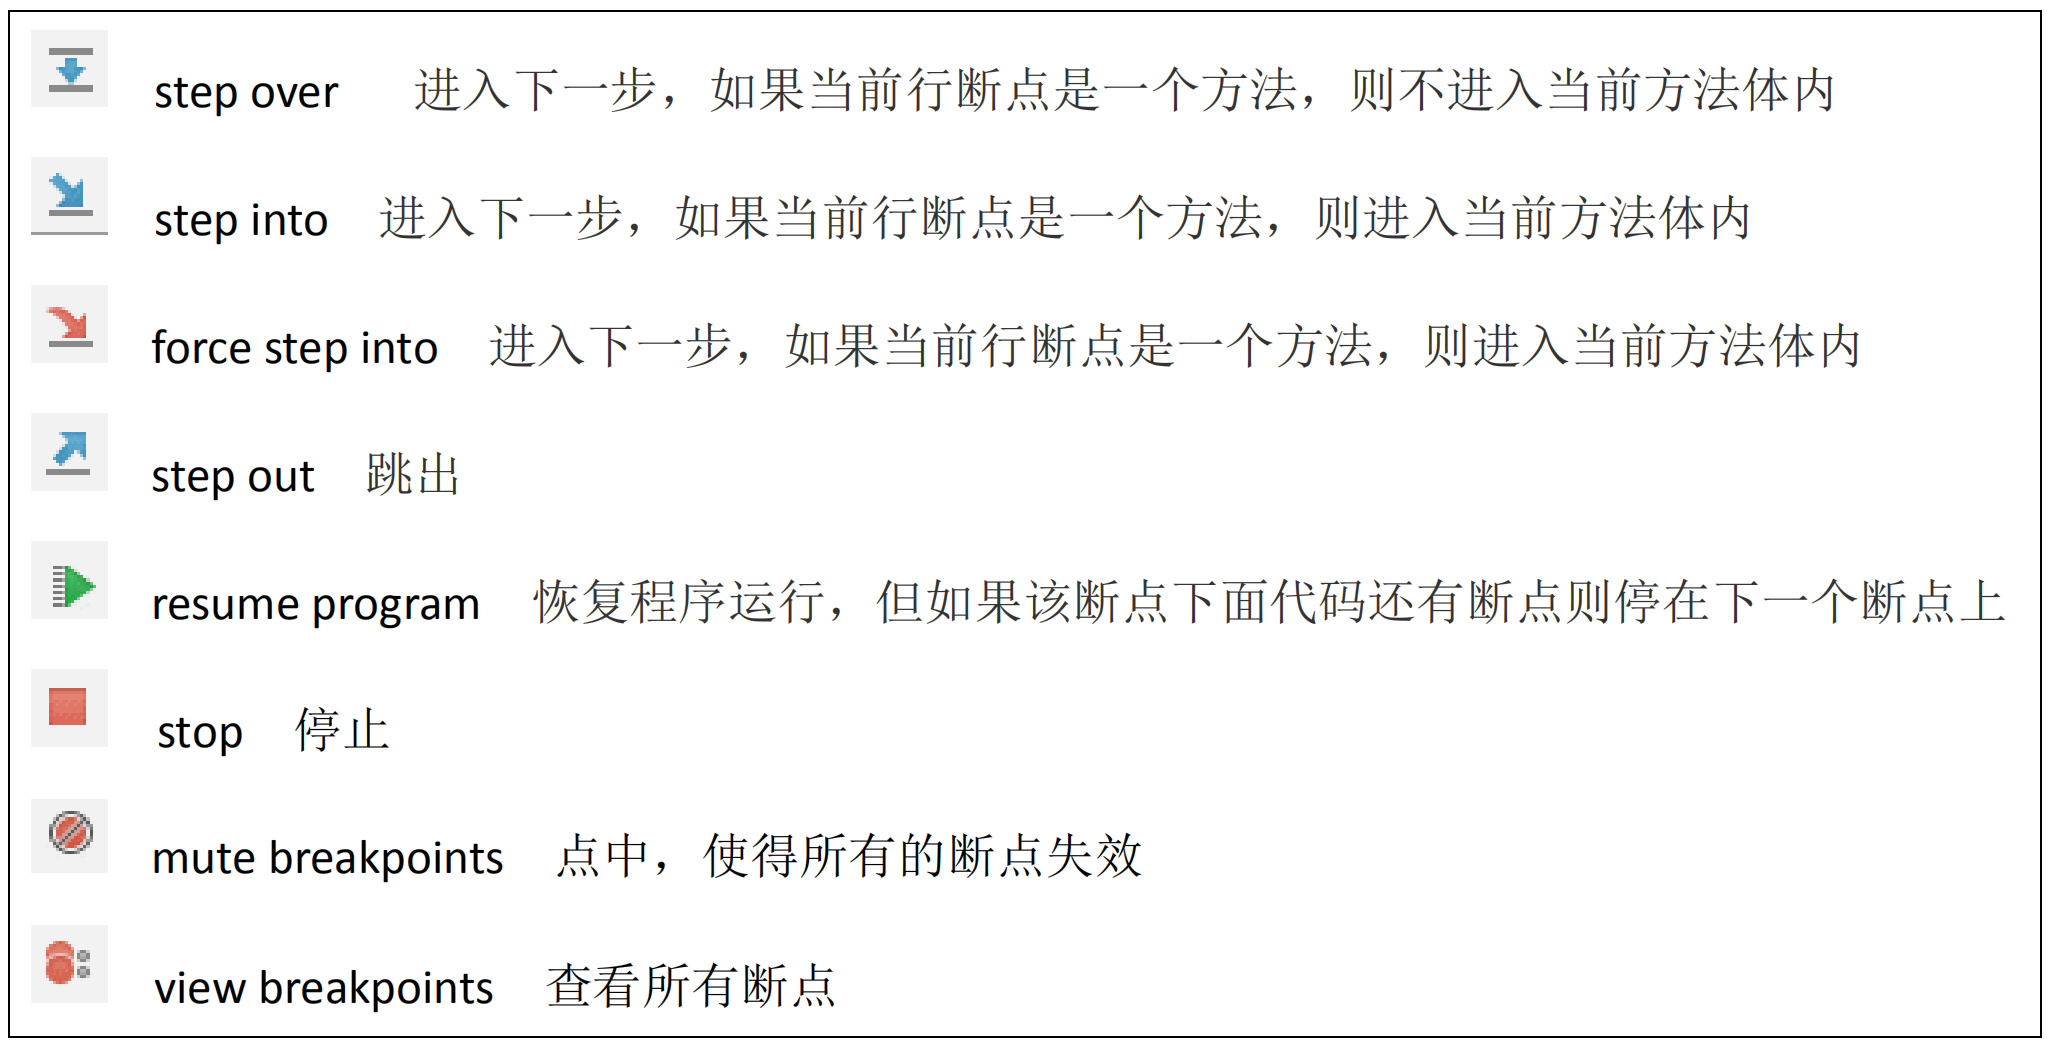 step over 进入下一步，如果当前行断点是一个方法，则不进入当前方法体内
step into 进入下一步，如果当前行断点是一个方法，则进入当前方法体内
force step into 进入下一步，如果当前行断点是一个方法，则进入当前方法体内
step out 跳出
resume program 恢复程序运行，但如果该断点下面代码还有断点则停在下一个断点上
stop 停止
mute breakpoints 点中，使得所有的断点失效
view breakpoints 查看所有断点